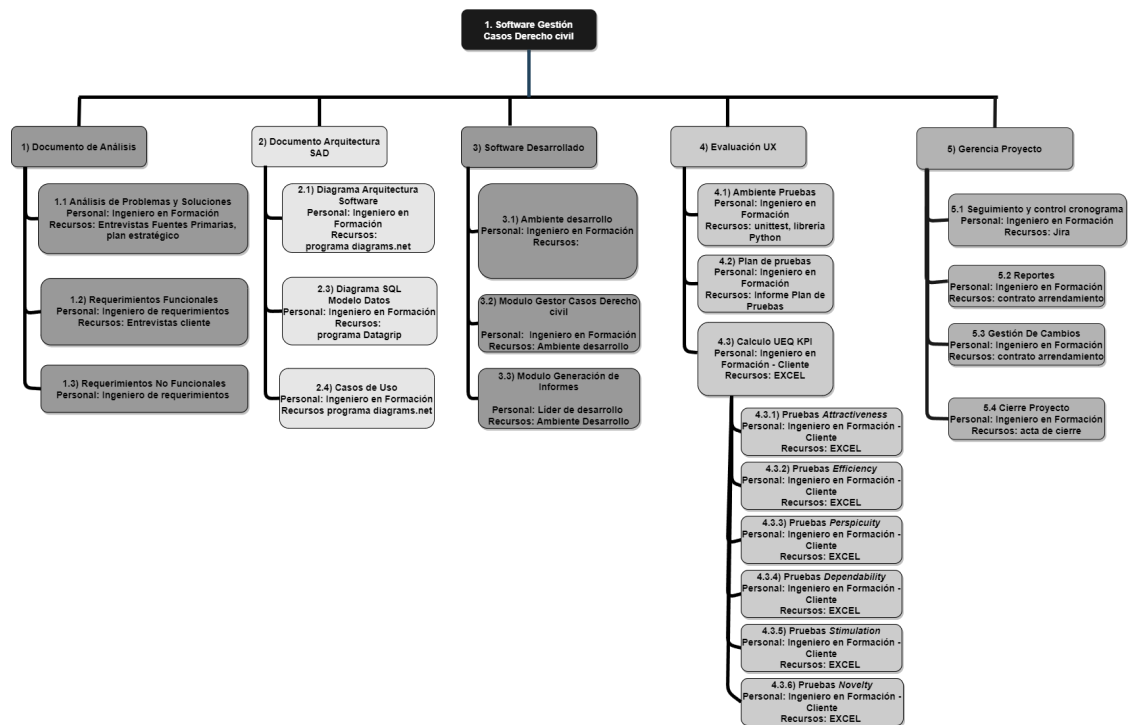 1. Software Gestión
Casos Derecho civil
1) Documento de Análisis
1.1 Análisis de Problemas y Soluciones
Personal: Ingeniero en Formación
Recursos: Entrevistas Fuentes Primarias,
plan estratégico
1.2) Requerimientos Funcionales
Personal: Ingeniero de requerimientos
Recursos: Entrevistas cliente
1.3) Requerimientos No Funcionales
Personal: Ingeniero de requerimientos
2) Documento Arquitectura
SAD
2.1) Diagrama Arquitectura
Software
Personal: Ingeniero en
Formación
Recursos:
programa diagrams.net
2.3) Diagrama SQL
Modelo Datos
Personal: Ingeniero en Formación
Recursos:
programa Datagrip
2.4) Casos de Uso
Personal: Ingeniero en Formación
Recursos programa diagrams.net
3) Software Desarrollado
3.1) Ambiente desarrollo
Personal: Ingeniero en Formación
Recursos:
3.2) Modulo Gestor Casos Derecho
civil
Personal: Ingeniero en Formación
Recursos: Ambiente desarrollo
3.3) Modulo Generación de
Informes
Personal: Líder de desarrollo
Recursos: Ambiente Desarrollo
4) Evaluación UX
4.1) Ambiente Pruebas
Personal: Ingeniero en
Formación
Recursos: unittest, librería
Python
4.2) Plan de pruebas
Personal: Ingeniero en
Formación
Recursos: Informe Plan de
Pruebas
4.3) Calculo UEQ KPI
Personal: Ingeniero en
Formación - Cliente
Recursos: EXCEL
4.3.1) Pruebas Attractiveness
Personal: Ingeniero en Formación -
Cliente
Recursos: EXCEL
4.3.2) Pruebas Efficiency
Personal: Ingeniero en Formación -
Cliente
Recursos: EXCEL
4.3.3) Pruebas Perspicuity
Personal: Ingeniero en Formación -
Cliente
Recursos: EXCEL
4.3.4) Pruebas Dependability
Personal: Ingeniero en Formación -
Cliente
Recursos: EXCEL
4.3.5) Pruebas Stimulation
Personal: Ingeniero en Formación -
Cliente
Recursos: EXCEL
4.3.6) Pruebas Novelty
Personal: Ingeniero en Formación -
Cliente
Recursos: EXCEL
5) Gerencia Proyecto
5.1 Seguimiento y control cronograma
Personal: Ingeniero en Formación
Recursos: Jira
5.2 Reportes
Personal: Ingeniero en Formación
Recursos: contrato arrendamiento
5.3 Gestión De Cambios
Personal: Ingeniero en Formación
Recursos: contrato arrendamiento
5.4 Cierre Proyecto
Personal: Ingeniero en Formación
Recursos: acta de cierre